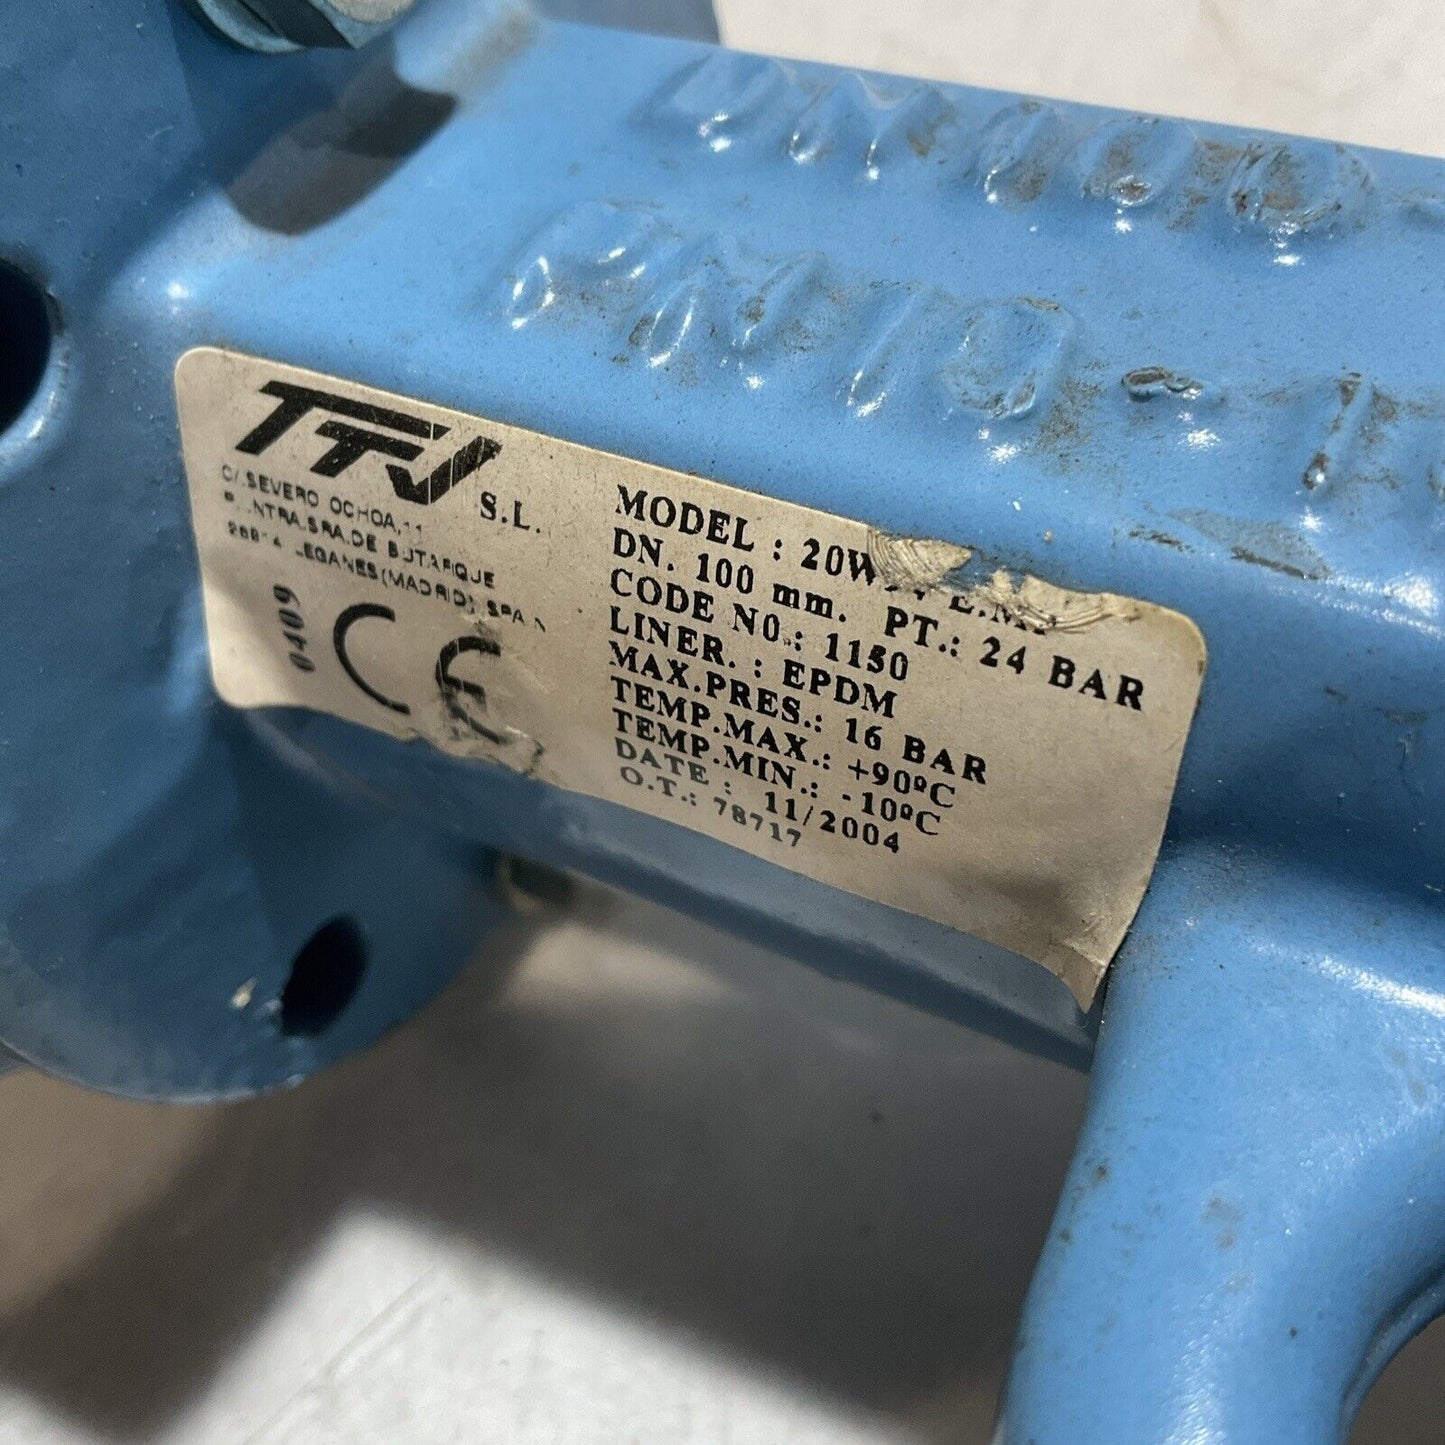 DN100
PN10-1
TTV S.L.
C/.SEVERO OCHOA,11
SRA.DE BUTARQUE
LEGANES(MADRID) SPAIN
0409
CE
MODEL : 20W
DN. 100 mm. PT.: 24 BAR
CODE NO.: 1150
LINER. : EPDM
MAX.PRES.: 16 BAR
TEMP.MAX.: +90ºC
TEMP.MIN.: -10ºC
DATE : 11/2004
O.T.: 78717